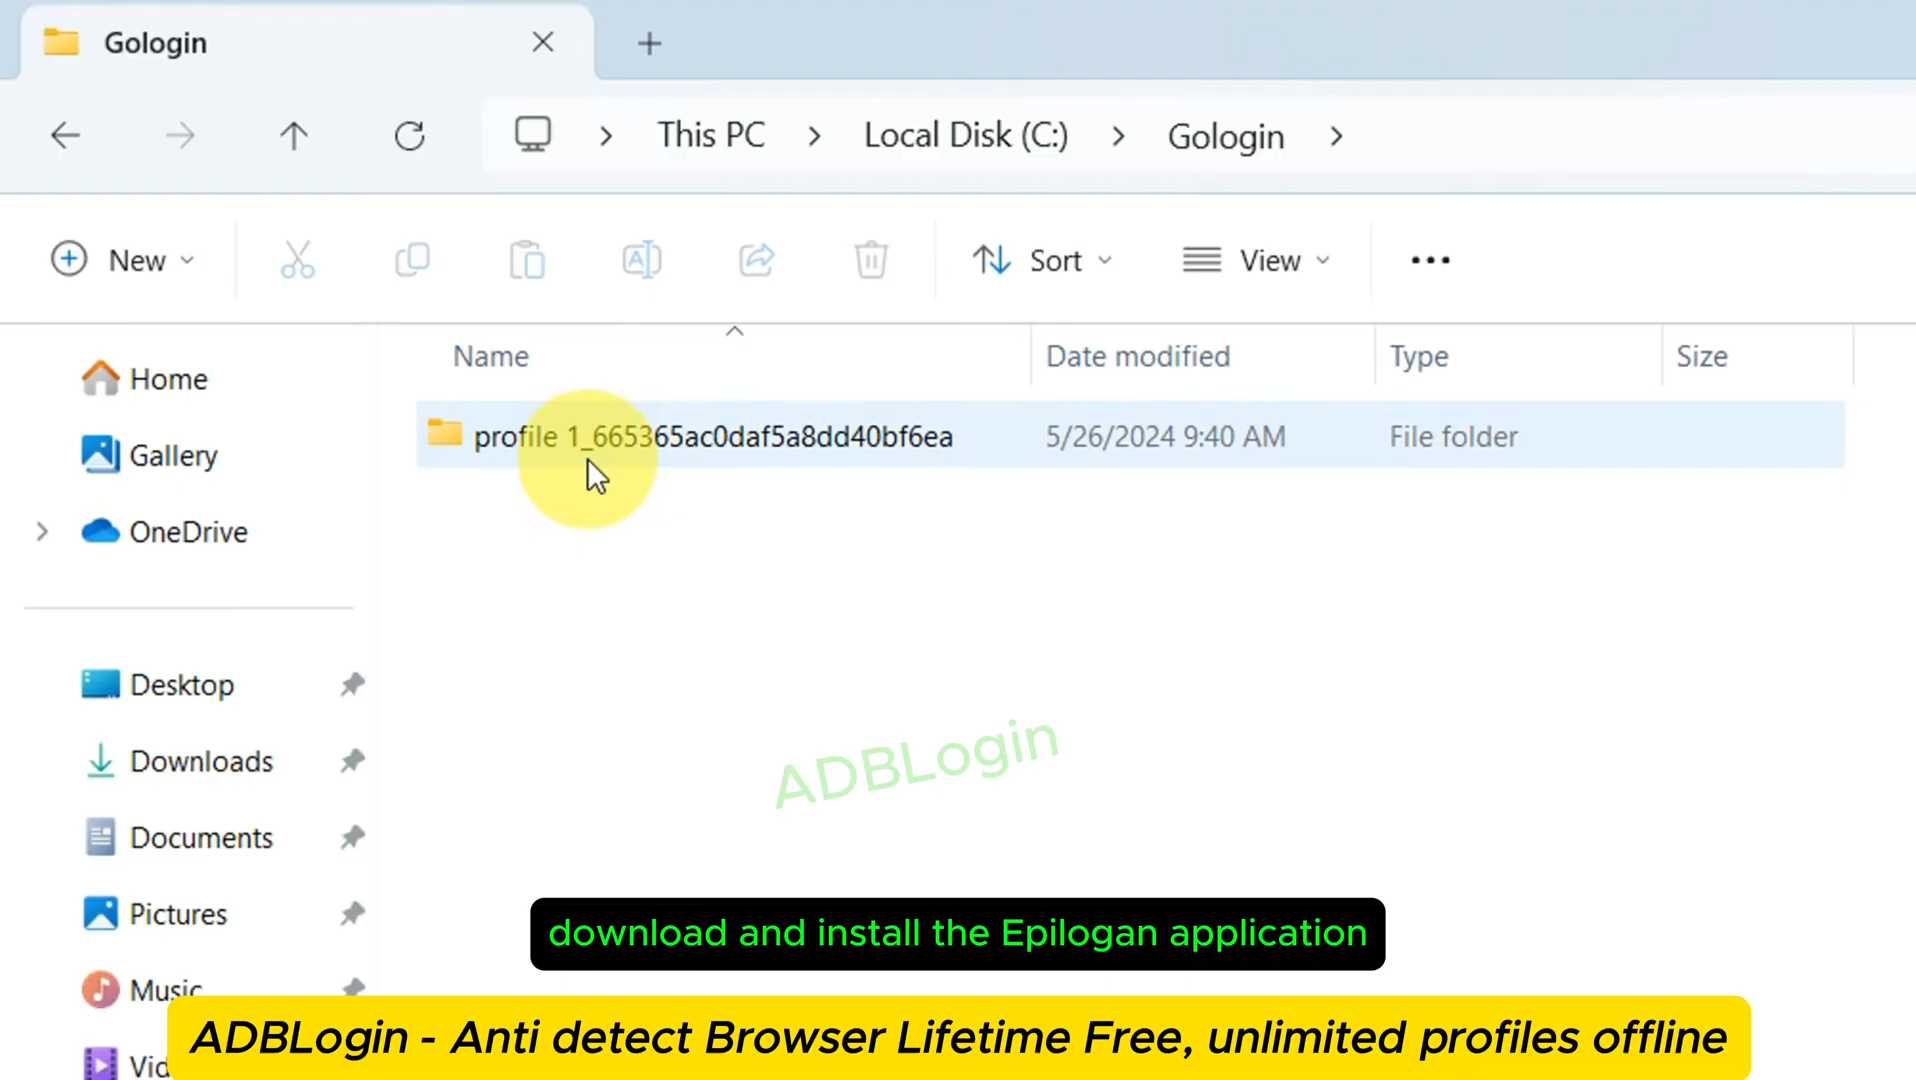 Gologin
This PC
Local Disk (C:)
Gologin
New
Sort
View
Name
Date modified
Type
Size
Home
profile 1_665365ac0daf5a8dd40bf6ea
5/26/2024 9:40 AM
File folder
Gallery
OneDrive
Desktop
Downloads
Documents
Pictures
Music
ADBLogin
download and install the Epilogan application
ADBLogin - Anti detect Browser Lifetime Free, unlimited profiles offline